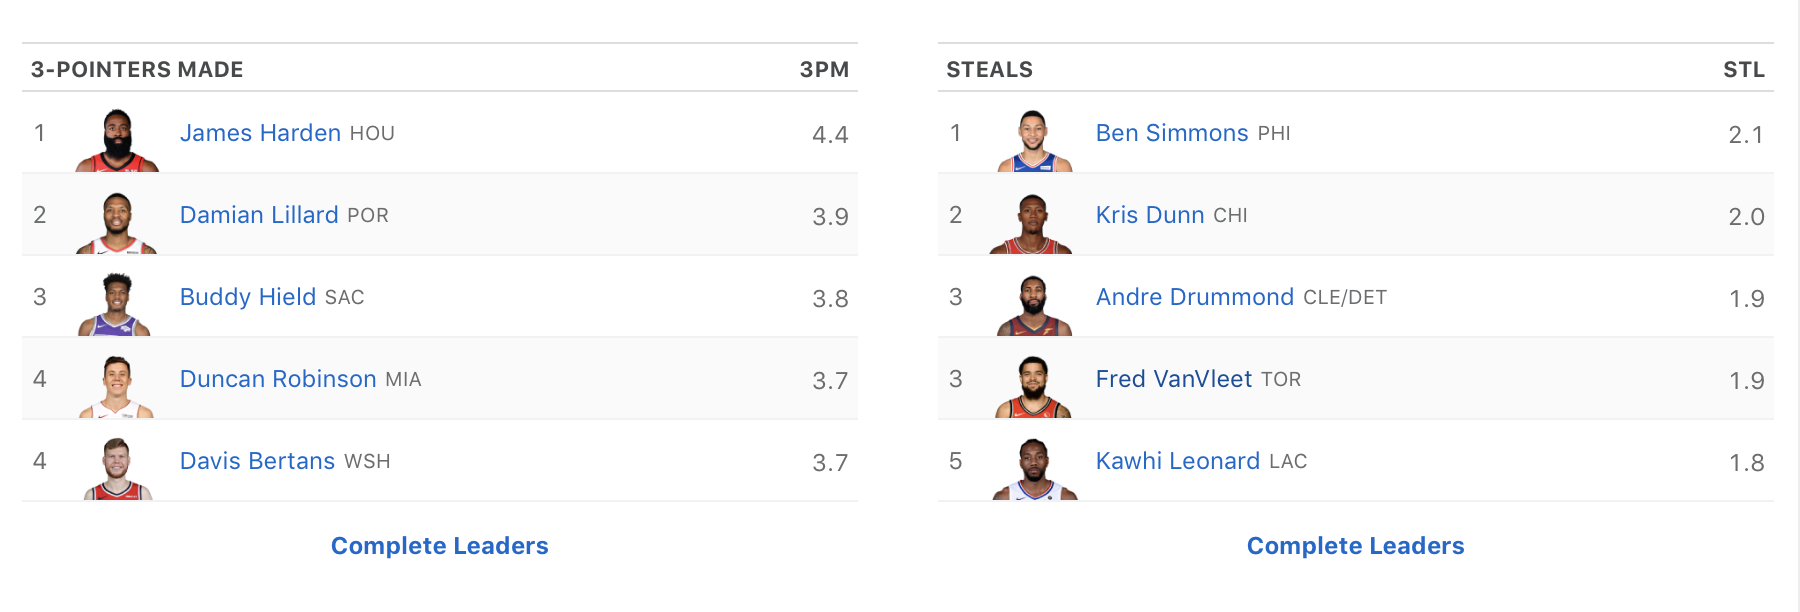 3-POINTERS MADE 3PM
1 James Harden HOU 4.4
2 Damian Lillard POR 3.9
3 Buddy Hield SAC 3.8
4 Duncan Robinson MIA 3.7
4 Davis Bertans WSH 3.7
Complete Leaders
STEALS STL
1 Ben Simmons PHI 2.1
2 Kris Dunn CHI 2.0
3 Andre Drummond CLE/DET 1.9
3 Fred VanVleet TOR 1.9
5 Kawhi Leonard LAC 1.8
Complete Leaders